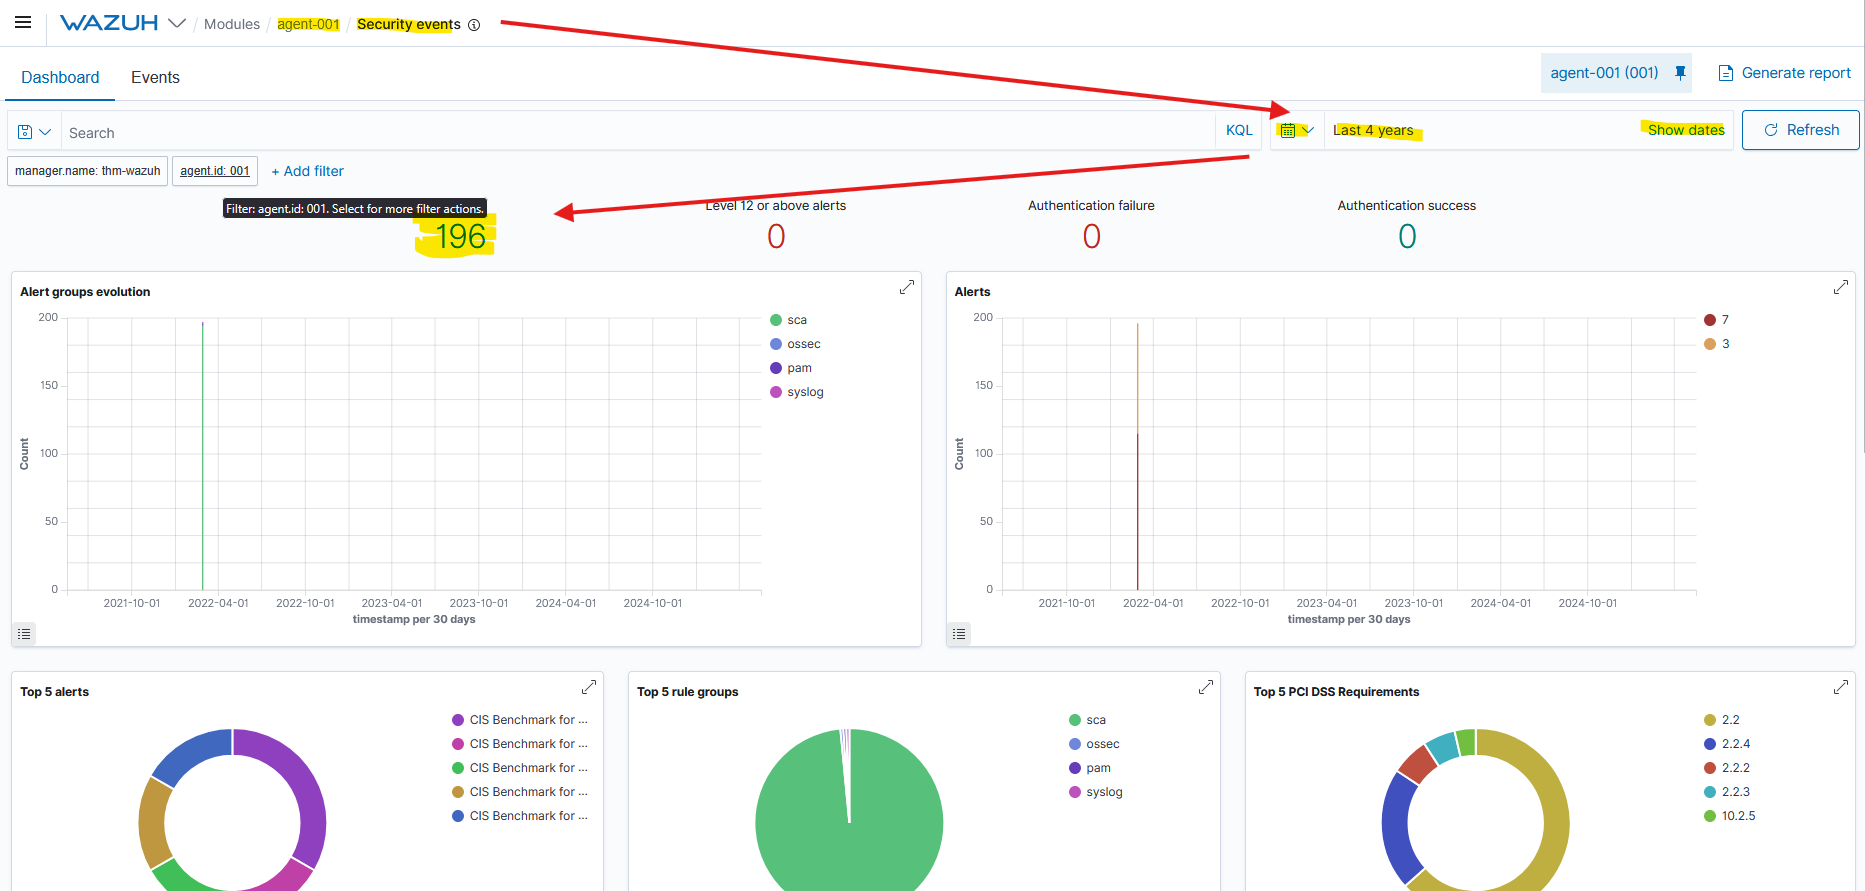 WAZUH / Modules / agent-001 / Security events
Dashboard
Events
agent-001 (001)
Generate report
Search
KQL
Last 4 years
Show dates
Refresh
manager.name: thm-wazuh
agent.id: 001
+ Add filter
Filter: agent.id: 001. Select for more filter actions.
196
Level 12 or above alerts
0
Authentication failure
0
Authentication success
0
Alert groups evolution
200
150
100
50
0
Count
2021-10-01
2022-04-01
2022-10-01
2023-04-01
2023-10-01
2024-04-01
2024-10-01
timestamp per 30 days
sca
ossec
pam
syslog
Alerts
200
150
100
50
0
Count
2021-10-01
2022-04-01
2022-10-01
2023-04-01
2023-10-01
2024-04-01
2024-10-01
timestamp per 30 days
7
3
Top 5 alerts
CIS Benchmark for ...
CIS Benchmark for ...
CIS Benchmark for ...
CIS Benchmark for ...
CIS Benchmark for ...
Top 5 rule groups
sca
ossec
pam
syslog
Top 5 PCI DSS Requirements
2.2
2.2.4
2.2.2
2.2.3
10.2.5